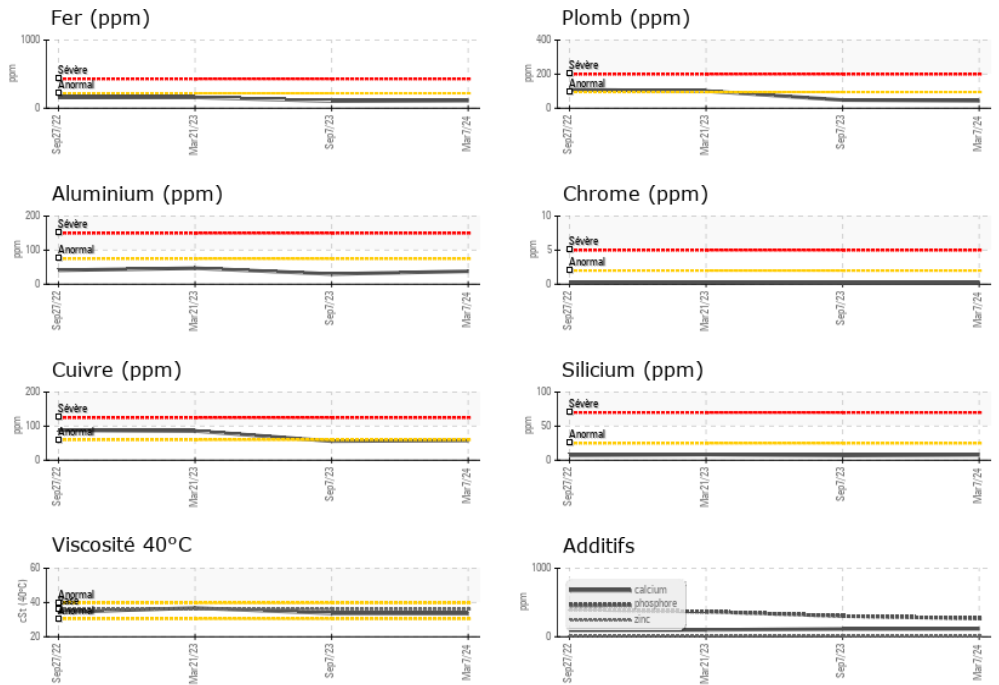 Fer (ppm)
1000
500
0
ppm
Sévère
Anormal
Sep27/22
Mar21/23
Sep7/23
Mar7/24
Plomb (ppm)
400
200
0
ppm
Sévère
Anormal
Sep27/22
Mar21/23
Sep7/23
Mar7/24
Aluminium (ppm)
200
100
0
ppm
Sévère
Anormal
Sep27/22
Mar21/23
Sep7/23
Mar7/24
Chrome (ppm)
10
5
0
ppm
Sévère
Anormal
Sep27/22
Mar21/23
Sep7/23
Mar7/24
Cuivre (ppm)
200
100
0
ppm
Sévère
Anormal
Sep27/22
Mar21/23
Sep7/23
Mar7/24
Silicium (ppm)
100
50
0
ppm
Sévère
Anormal
Sep27/22
Mar21/23
Sep7/23
Mar7/24
Viscosité 40°C
60
40
20
cSt (40°C)
Anormal
Base
Anormal
Sep27/22
Mar21/23
Sep7/23
Mar7/24
Additifs
1000
0
ppm
calcium
phosphore
zinc
Sep27/22
Mar21/23
Sep7/23
Mar7/24